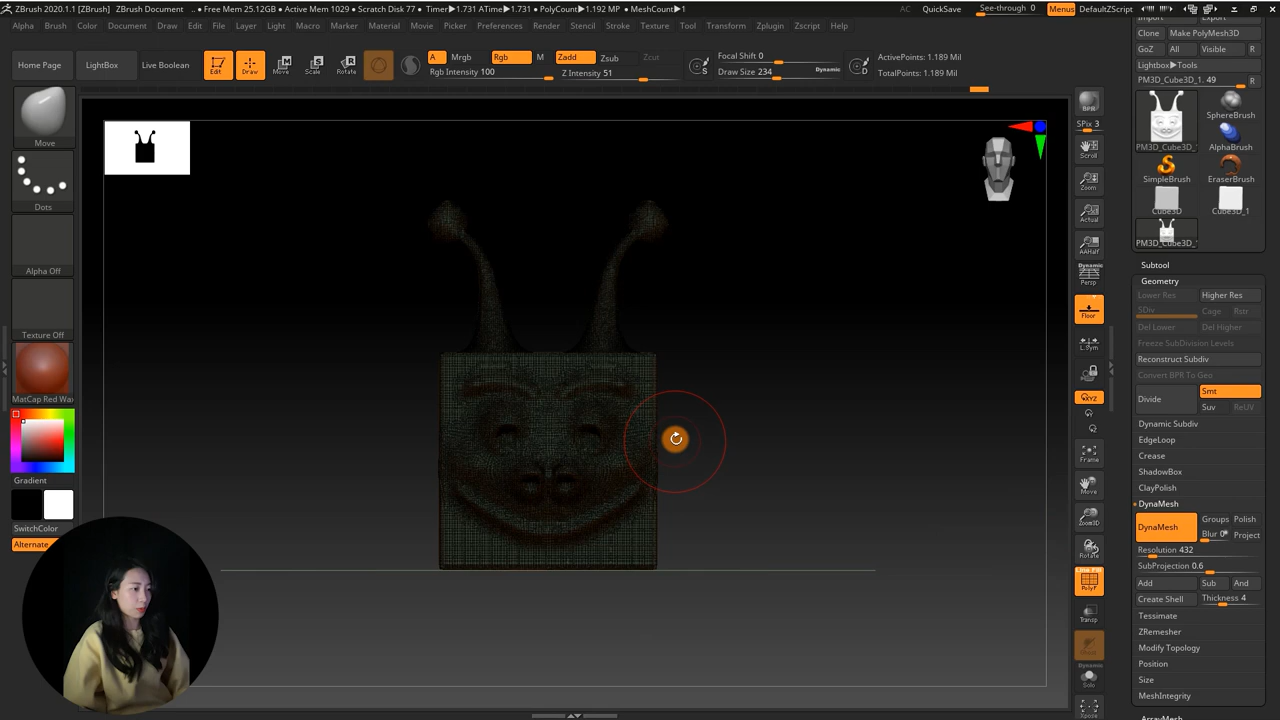 ZBrush 2020.1.1 [ZBrush] ZBrush Document .. • Free Mem 25.12GB • Active Mem 1029 • Scratch Disk 77 • Timer▶1.731 ATime▶1.731 • PolyCount▶1.192 MP • MeshCount▶1 AC QuickSave See-through 0 Menus DefaultZScript
Alpha Brush Color Document Draw Edit File Layer Light Macro Marker Material Movie Picker Preferences Render Stencil Stroke Texture Tool Transform Zplugin Zscript Help
Home Page LightBox Live Boolean Edit Draw Move Scale Rotate
A Mrgb Rgb M Zadd Zsub Zcut
Rgb Intensity 100 Z Intensity 51
Focal Shift 0
Draw Size 234 Dynamic
S D
ActivePoints: 1.189 Mil
TotalPoints: 1.189 Mil
Move
Dots
Alpha Off
Texture Off
MatCap Red Wax
Gradient
SwitchColor
Alternate
BPR
SPix 3
Scroll
Zoom
Actual
AAHalf
Dynamic
Persp
Floor
L.Sym
XYZ
Frame
Move
Zoom3D
Rotate
Line Fill
PolyF
Transp
Dynamic
Solo
Xpose
Import Export
Clone Make PolyMesh3D
GoZ All Visible R
Lightbox▶Tools
PM3D_Cube3D_1. 49 R
PM3D_Cube3D_
SphereBrush
AlphaBrush
SimpleBrush EraserBrush
Cube3D Cube3D_1
PM3D_Cube3D_
Subtool
Geometry
Lower Res Higher Res
SDiv Cage Rstr
Del Lower Del Higher
Freeze SubDivision Levels
Reconstruct Subdiv
Convert BPR To Geo
Divide Smt
Suv ReUV
Dynamic Subdiv
EdgeLoop
Crease
ShadowBox
ClayPolish
DynaMesh
DynaMesh Groups Polish
Blur 0 Project
Resolution 432
SubProjection 0.6
Add Sub And
Create Shell Thickness 4
Tessimate
ZRemesher
Modify Topology
Position
Size
MeshIntegrity
ArrayMesh